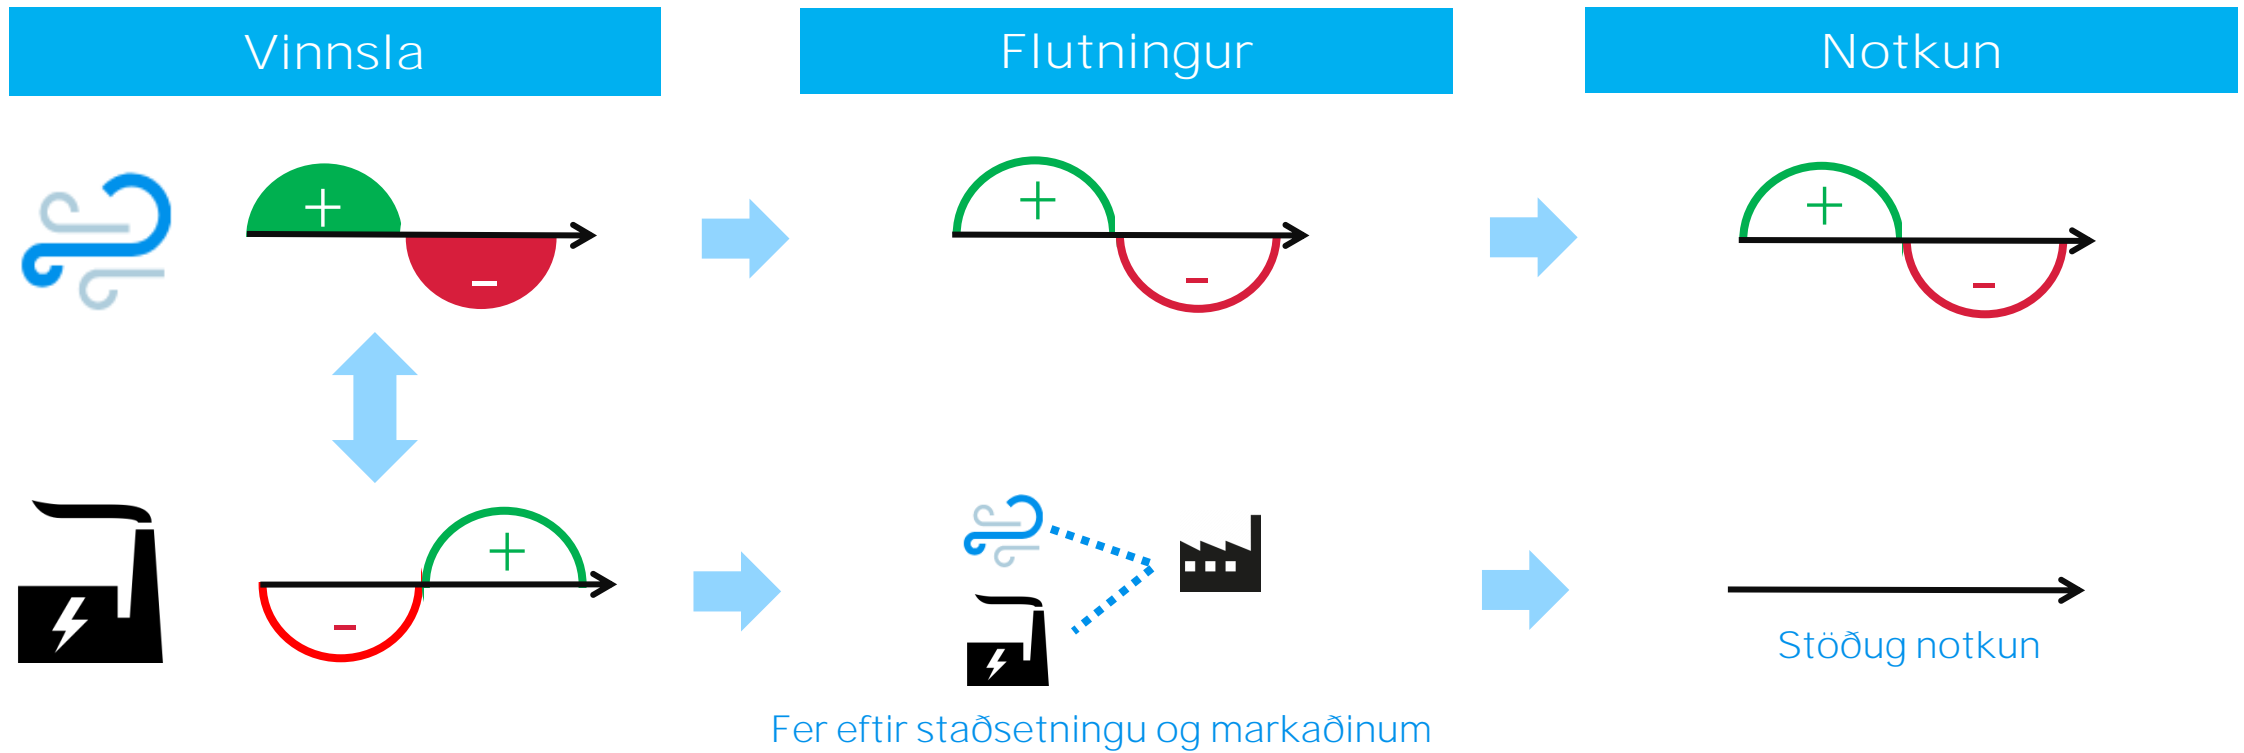 Vinnsla
Flutningur
Notkun
+
-
+
-
+
-
-
+
Stöðug notkun
Fer eftir staðsetningu og markaðinum